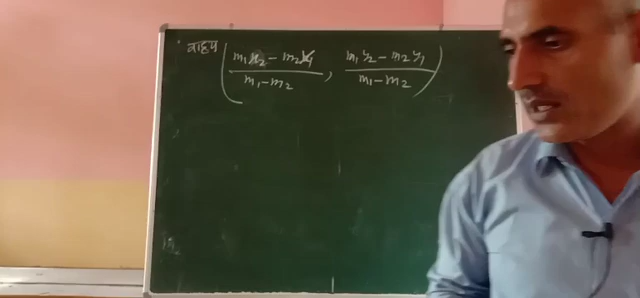 बाह्य ( (m₁x₂ - m₂x₁)/(m₁-m₂) , (m₁y₂ - m₂y₁)/(m₁-m₂) )